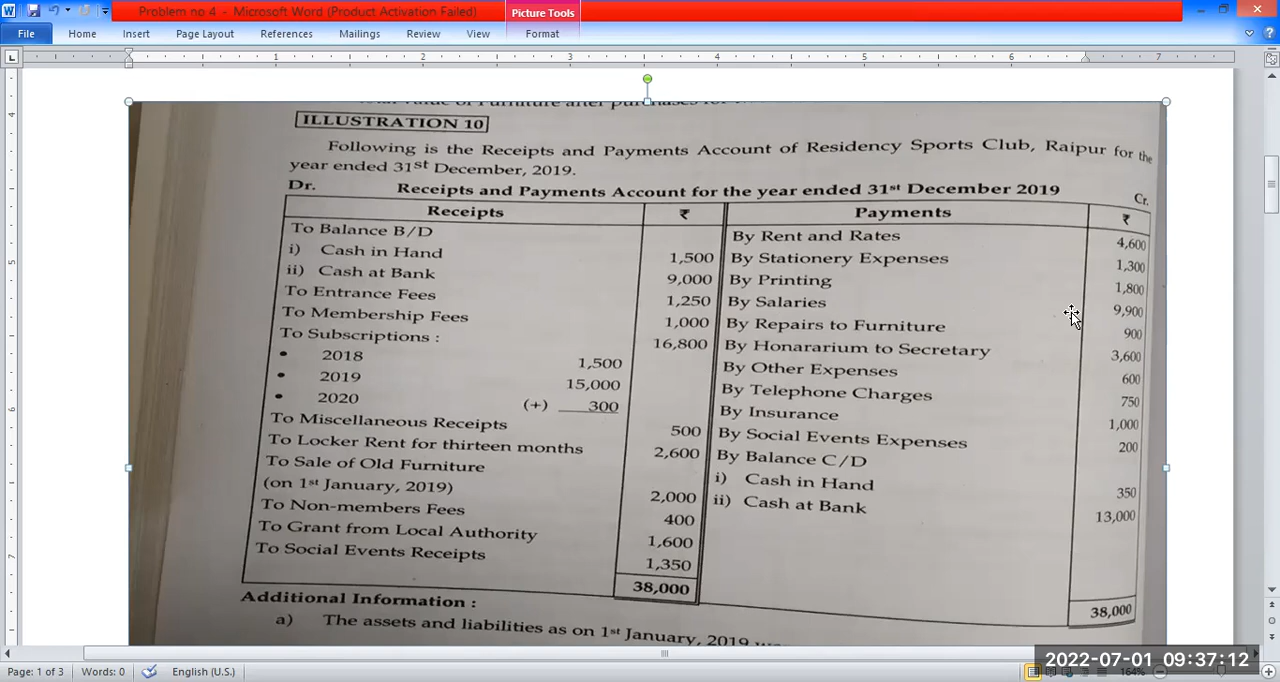 Problem no 4 - Microsoft Word (Product Activation Failed)
Picture Tools
File Home Insert Page Layout References Mailings Review View Format
1 2 3 4 5 6 7
ILLUSTRATION 10
Following is the Receipts and Payments Account of Residency Sports Club, Raipur for the
year ended 31st December, 2019.
Dr. Receipts and Payments Account for the year ended 31st December 2019 Cr.
Receipts ₹ Payments ₹
To Balance B/D By Rent and Rates 4,600
i) Cash in Hand 1,500 By Stationery Expenses 1,300
ii) Cash at Bank 9,000 By Printing 1,800
To Entrance Fees 1,250 By Salaries 9,900
To Membership Fees 1,000 By Repairs to Furniture 900
To Subscriptions : 16,800 By Honararium to Secretary 3,600
• 2018 1,500 By Other Expenses 600
• 2019 15,000 By Telephone Charges 750
• 2020 (+) 300 By Insurance 1,000
To Miscellaneous Receipts 500 By Social Events Expenses 200
To Locker Rent for thirteen months 2,600 By Balance C/D
To Sale of Old Furniture i) Cash in Hand 350
(on 1st January, 2019) 2,000 ii) Cash at Bank 13,000
To Non-members Fees 400
To Grant from Local Authority 1,600
To Social Events Receipts 1,350
38,000 38,000
Additional Information :
a) The assets and liabilities as on 1st January, 2019
2022-07-01 09:37:12
Page: 1 of 3 Words: 0 English (U.S.) 164%